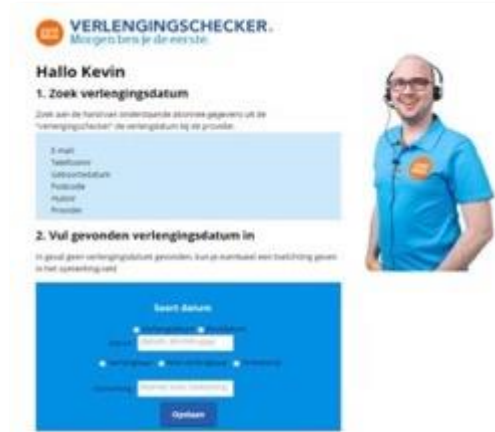 VERLENGINGSCHECKER.
Morgen ben je de eerste.
Hallo Kevin
1. Zoek verlengingsdatum
Zoek aan de hand van onderstaande abonnee gegevens uit de
"verlengingschecker" de verlengdatum bij de provider.
E-mail
Telefoonnr
Geboortedatum
Postcode
Huisnr
Provider
2. Vul gevonden verlengingsdatum in
In geval geen verlengingsdatum gevonden, kun je eventueel een toelichting geven
in het opmerking veld
Soort datum
Opslaan